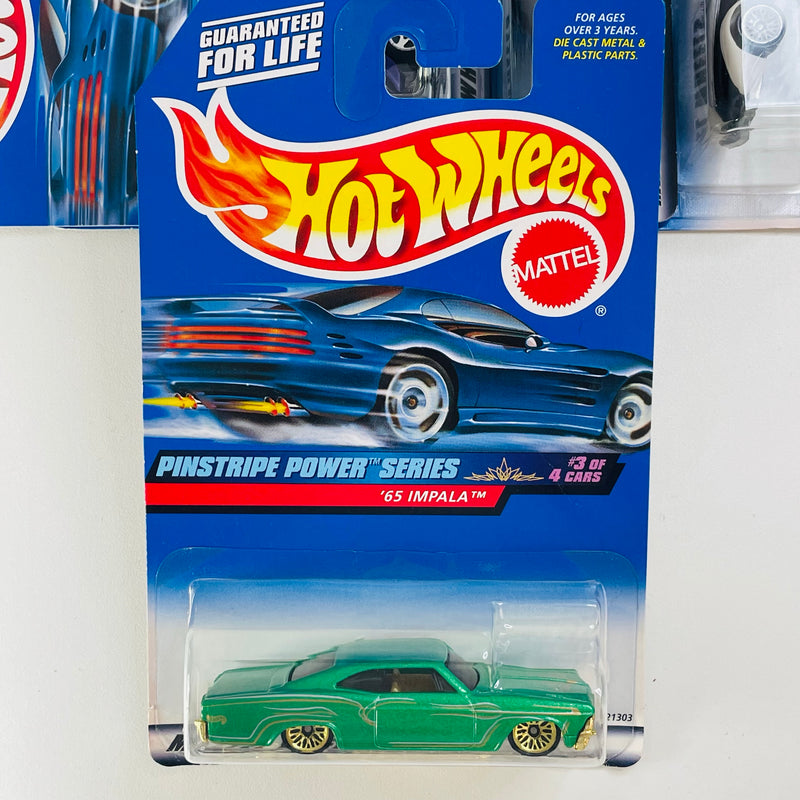 GUARANTEED
FOR LIFE
FOR AGES
OVER 3 YEARS.
DIE CAST METAL &
PLASTIC PARTS.
HOT WHEELS
MATTEL
®
PINSTRIPE POWER™ SERIES
#3 OF
4 CARS
'65 IMPALA™
21303